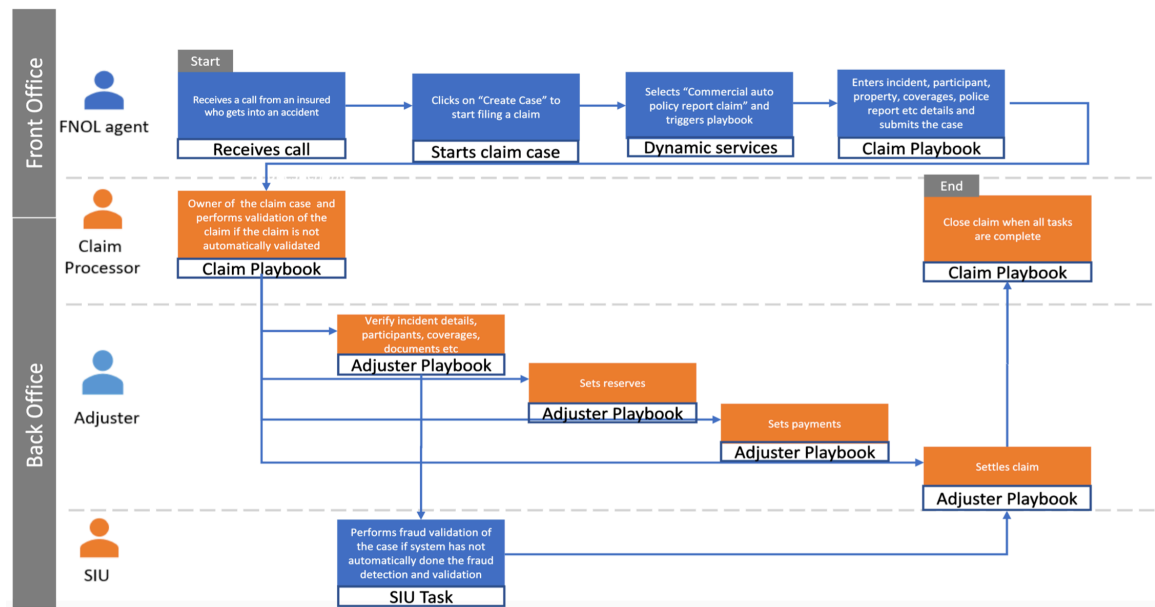 Front Office
FNOL agent
Start
Receives a call from an insured
who gets into an accident
Receives call
Clicks on “Create Case” to
start filing a claim
Starts claim case
Selects “Commercial auto
policy report claim” and
triggers playbook
Dynamic services
Enters incident, participant,
property, coverages, police
report etc details and
submits the case
Claim Playbook
Back Office
Claim
Processor
Owner of the claim case and
performs validation of the
claim if the claim is not
automatically validated
Claim Playbook
End
Close claim when all tasks
are complete
Claim Playbook
Adjuster
Verify incident details,
participants, coverages,
documents etc
Adjuster Playbook
Sets reserves
Adjuster Playbook
Sets payments
Adjuster Playbook
Settles claim
Adjuster Playbook
SIU
Performs fraud validation of
the case if system has not
automatically done the fraud
detection and validation
SIU Task